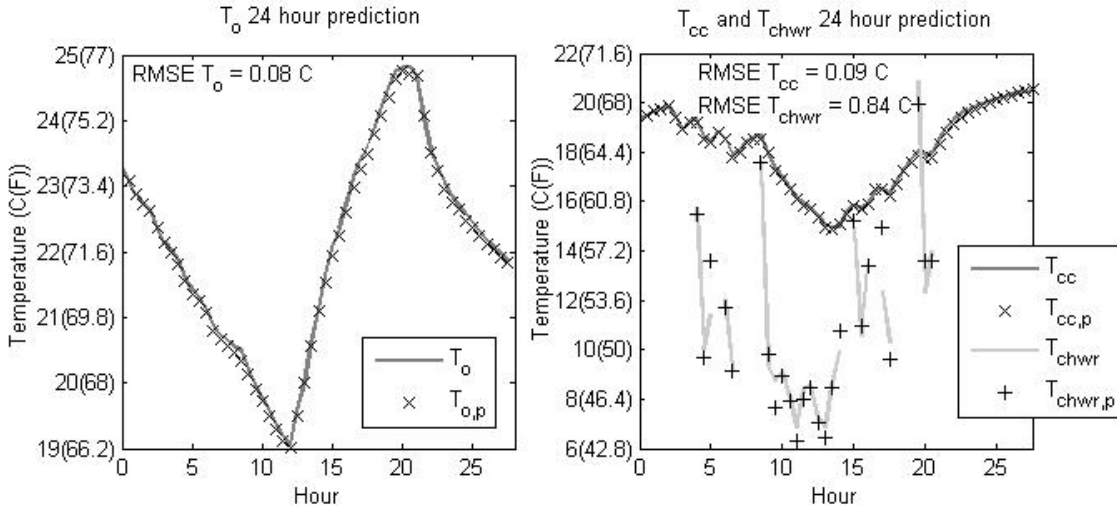 T_o 24 hour prediction
RMSE T_o = 0.08 C
Temperature (C(F))
25(77)
24(75.2)
23(73.4)
22(71.6)
21(69.8)
20(68)
19(66.2)
0 5 10 15 20 25
Hour
T_o
T_o,p
T_cc and T_chwr 24 hour prediction
RMSE T_cc = 0.09 C
RMSE T_chwr = 0.84 C
Temperature (C(F))
22(71.6)
20(68)
18(64.4)
16(60.8)
14(57.2)
12(53.6)
10(50)
8(46.4)
6(42.8)
0 5 10 15 20 25
Hour
T_cc
T_cc,p
T_chwr
T_chwr,p